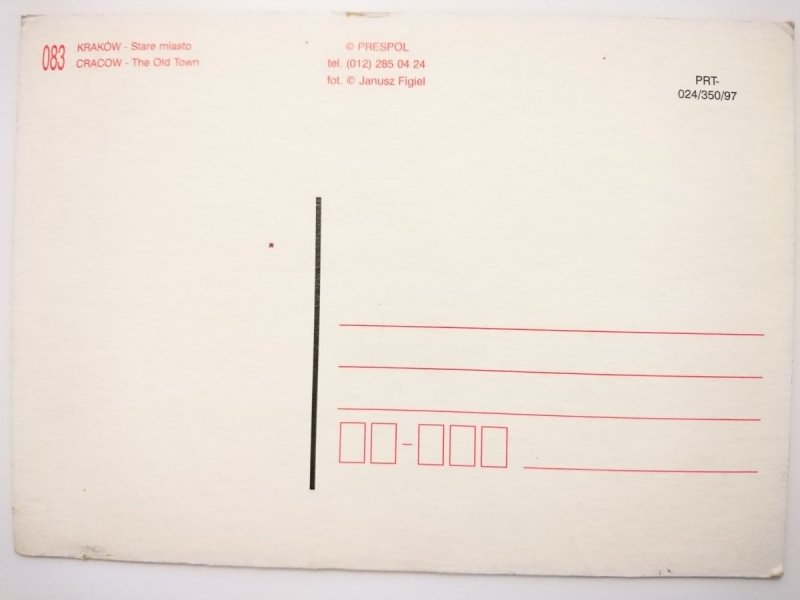 083
KRAKÓW - Stare miasto
CRACOW - The Old Town
© PRESPOL
tel. (012) 285 04 24
fot. © Janusz Figiel
PRT-
024/350/97